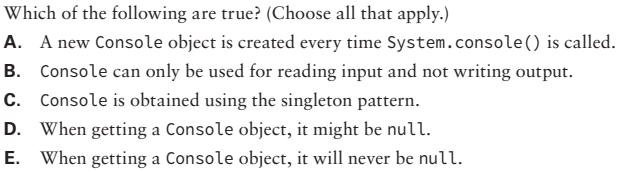 Which of the following are true? (Choose all that apply.)
A. A new Console object is created every time System.console() is called.
B. Console can only be used for reading input and not writing output.
C. Console is obtained using the singleton pattern.
D. When getting a Console object, it might be null.
E. When getting a Console object, it will never be null.